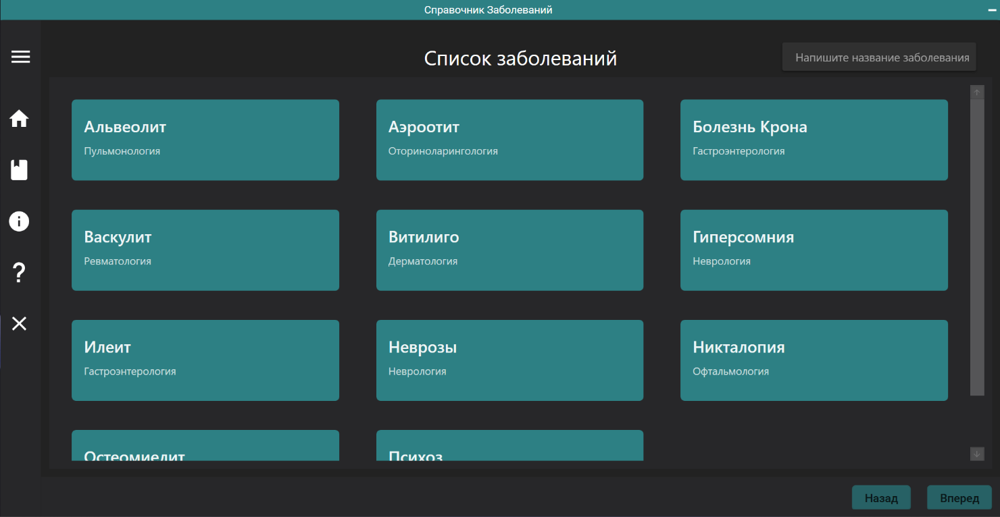 Справочник Заболеваний
Список заболеваний
Напишите название заболевания
Альвеолит
Пульмонология
Аэроотит
Оториноларингология
Болезнь Крона
Гастроэнтерология
Васкулит
Ревматология
Витилиго
Дерматология
Гиперсомния
Неврология
Илеит
Гастроэнтерология
Неврозы
Неврология
Никталопия
Офтальмология
Остеомиелит
Психоз
Назад
Вперед